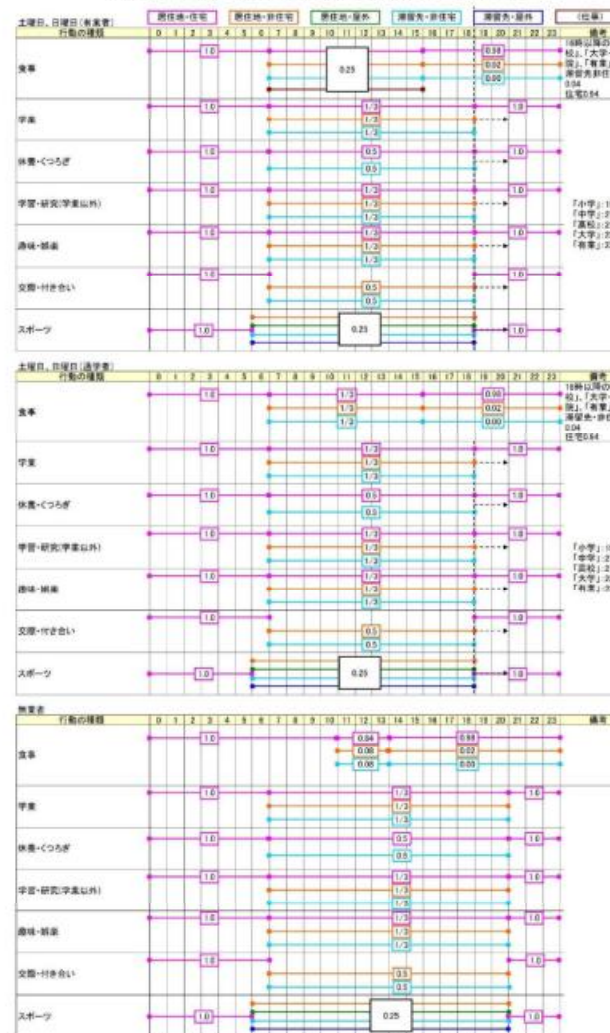 土曜日、日曜日(有業者)
居住地・住宅 居住地・非住宅 居住地・屋外 滞留先・非住宅 滞留先・屋外 (仕事)
行動の種類 0 1 2 3 4 5 6 7 8 9 10 11 12 13 14 15 16 17 18 19 20 21 22 23 備考
1.0 0.98
食事 0.25 0.02
0.00
0.04
1.0 1/3 1.0
学業 1/3
1/3
1.0 0.5 1.0
休養・くつろぎ
0.5
1.0 1/3 1.0
学習・研究(学業以外) 1/3
1/3
1.0 1/3 1.0
趣味・娯楽 1/3
1/3
1.0 1.0
交際・付き合い 0.5
0.5
スポーツ 1.0 0.25 1.0
土曜日、日曜日(通学者)
行動の種類 0 1 2 3 4 5 6 7 8 9 10 11 12 13 14 15 16 17 18 19 20 21 22 23 備考
1.0 1/3 0.98
食事 1/3 0.02
1/3 0.00
0.04
1.0 1/3 1.0
学業 1/3
1/3
1.0 0.5 1.0
休養・くつろぎ
0.5
1.0 1/3 1.0
学習・研究(学業以外) 1/3
1/3
1.0 1/3 1.0
趣味・娯楽 1/3
1/3
1.0 1.0
交際・付き合い 0.5
0.5
スポーツ 1.0 0.25 1.0
無業者
行動の種類 0 1 2 3 4 5 6 7 8 9 10 11 12 13 14 15 16 17 18 19 20 21 22 23 備考
1.0 0.84 0.98
食事 0.08 0.02
0.08 0.00
1.0 1/3 1.0
学業 1/3
1/3
1.0 0.5 1.0
休養・くつろぎ
0.5
1.0 1/3 1.0
学習・研究(学業以外) 1/3
1/3
1.0 1/3 1.0
趣味・娯楽 1/3
1/3
1.0 1.0
交際・付き合い 0.5
0.5
スポーツ 1.0 0.25 1.0